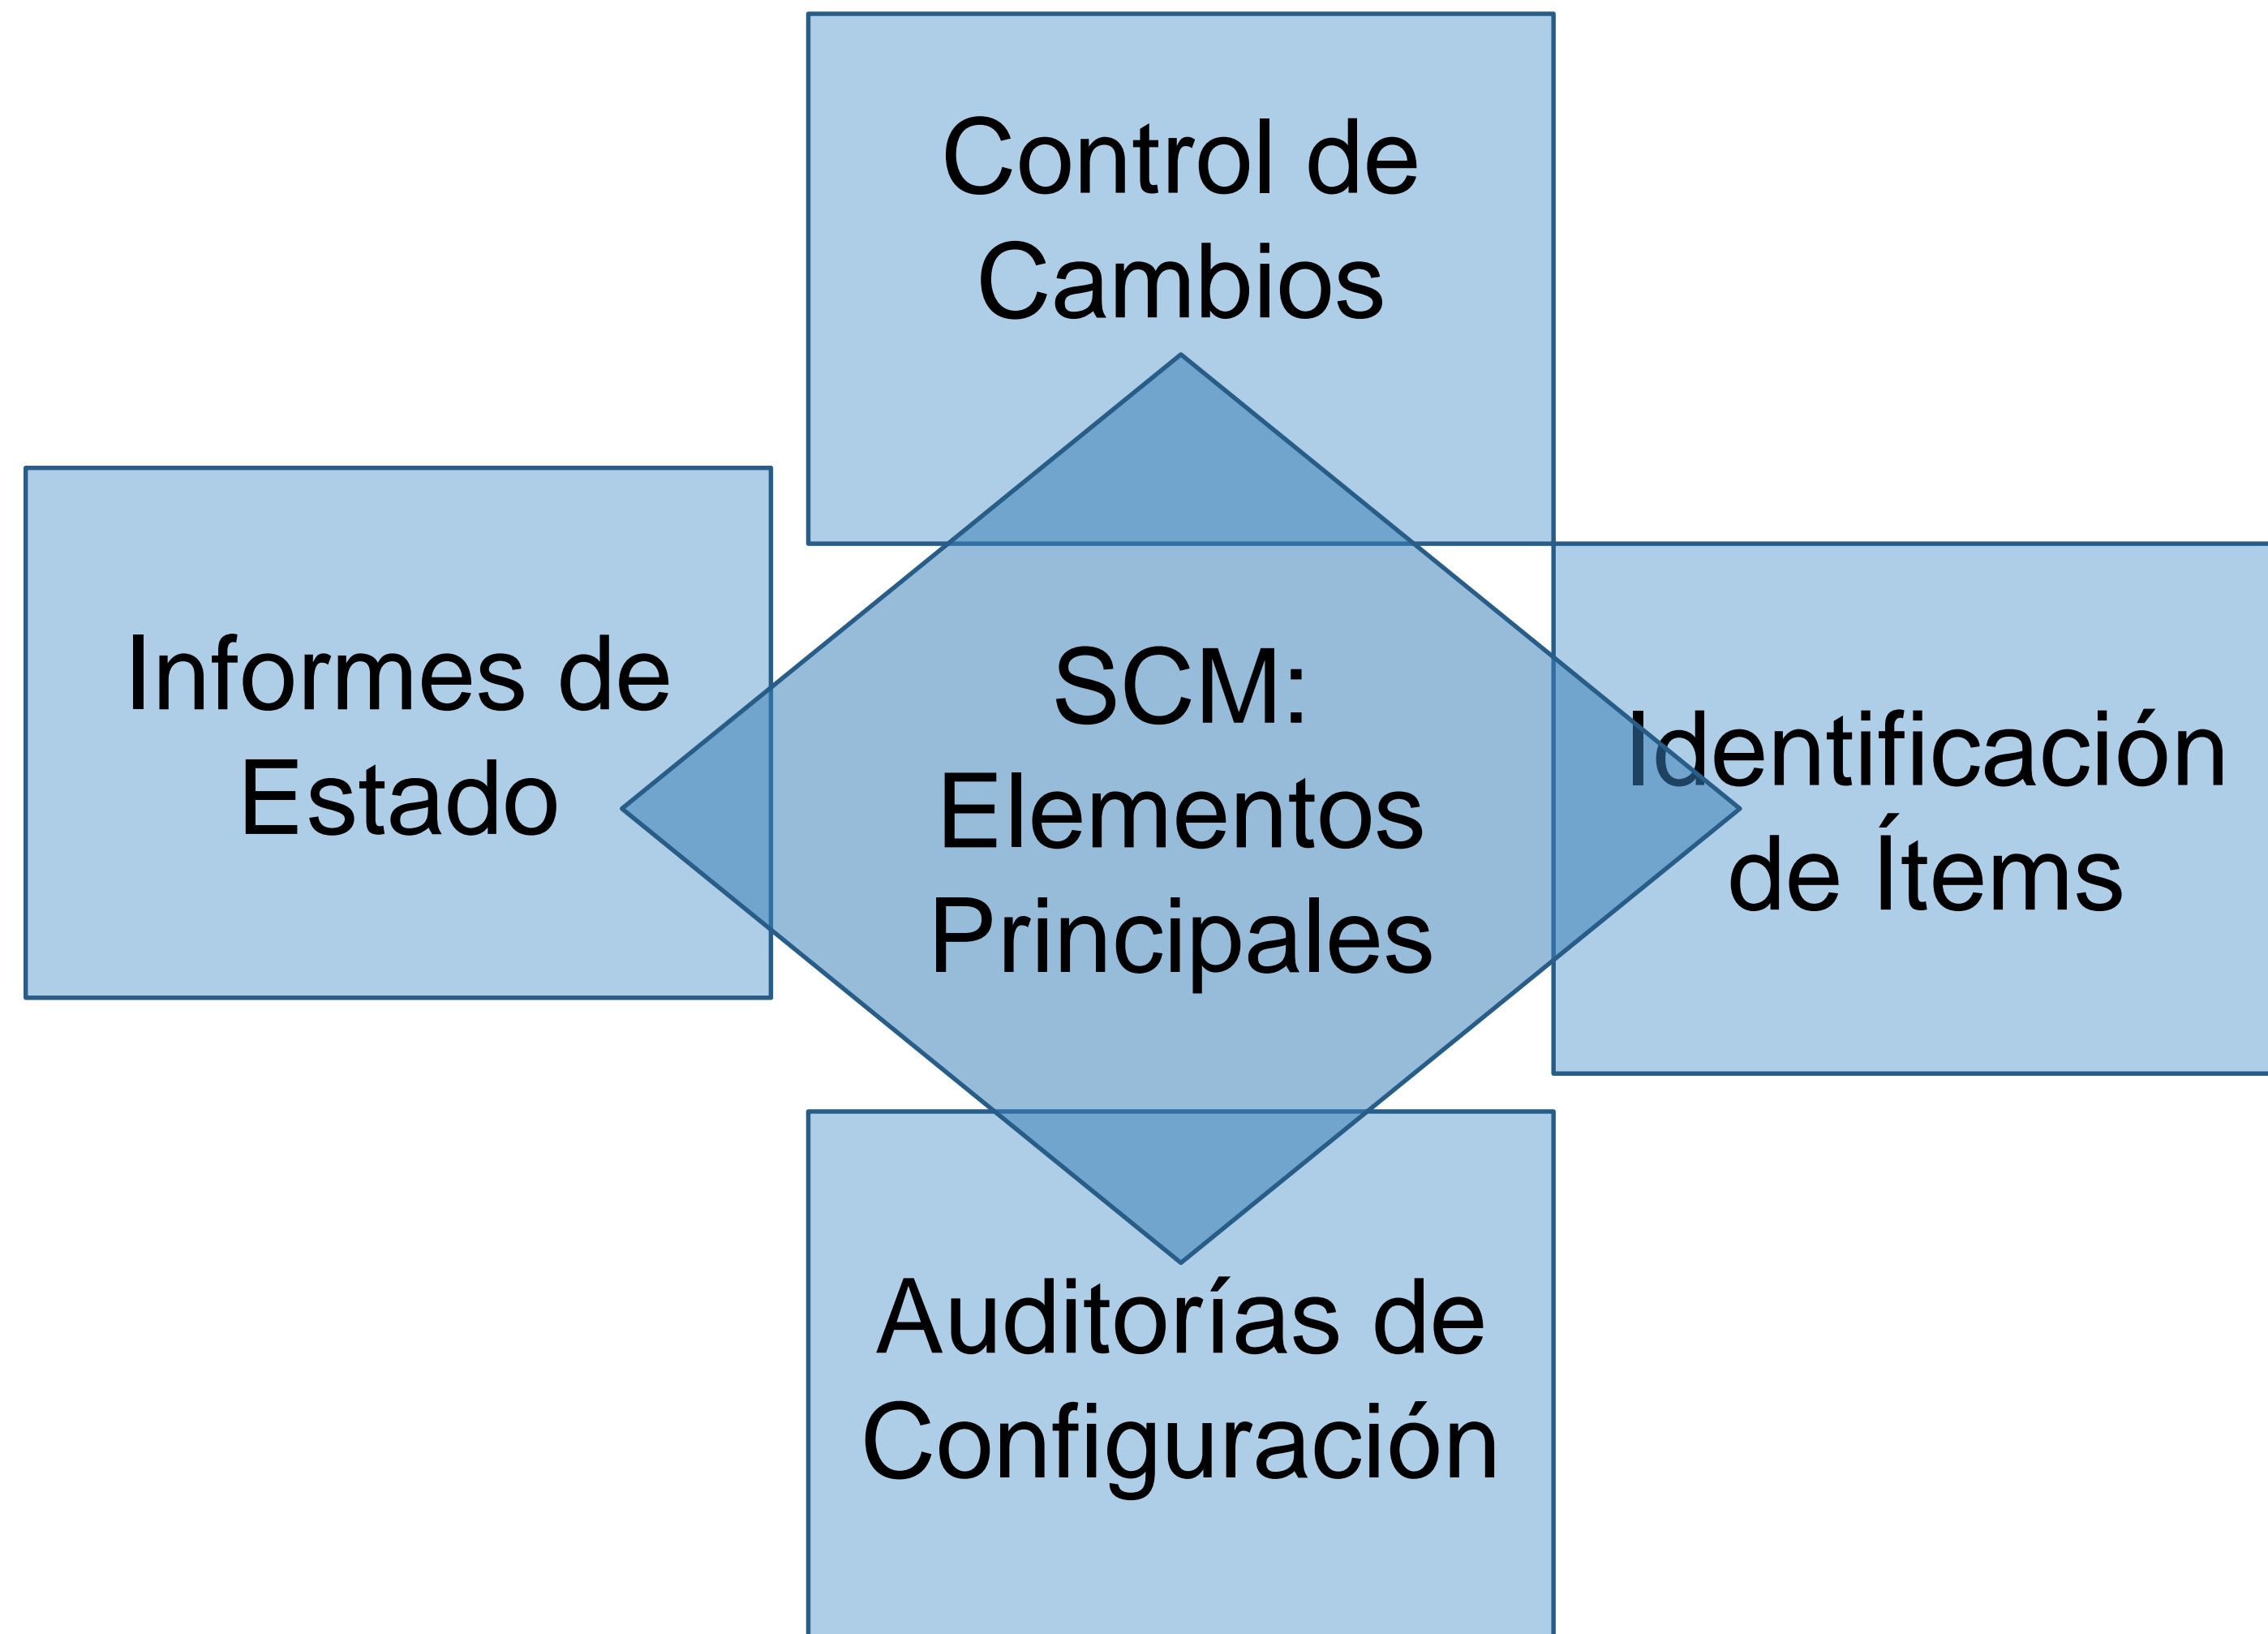 Control de
Cambios
Informes de
Estado
SCM:
Elementos
Principales
Identificación
de Ítems
Auditorías de
Configuración